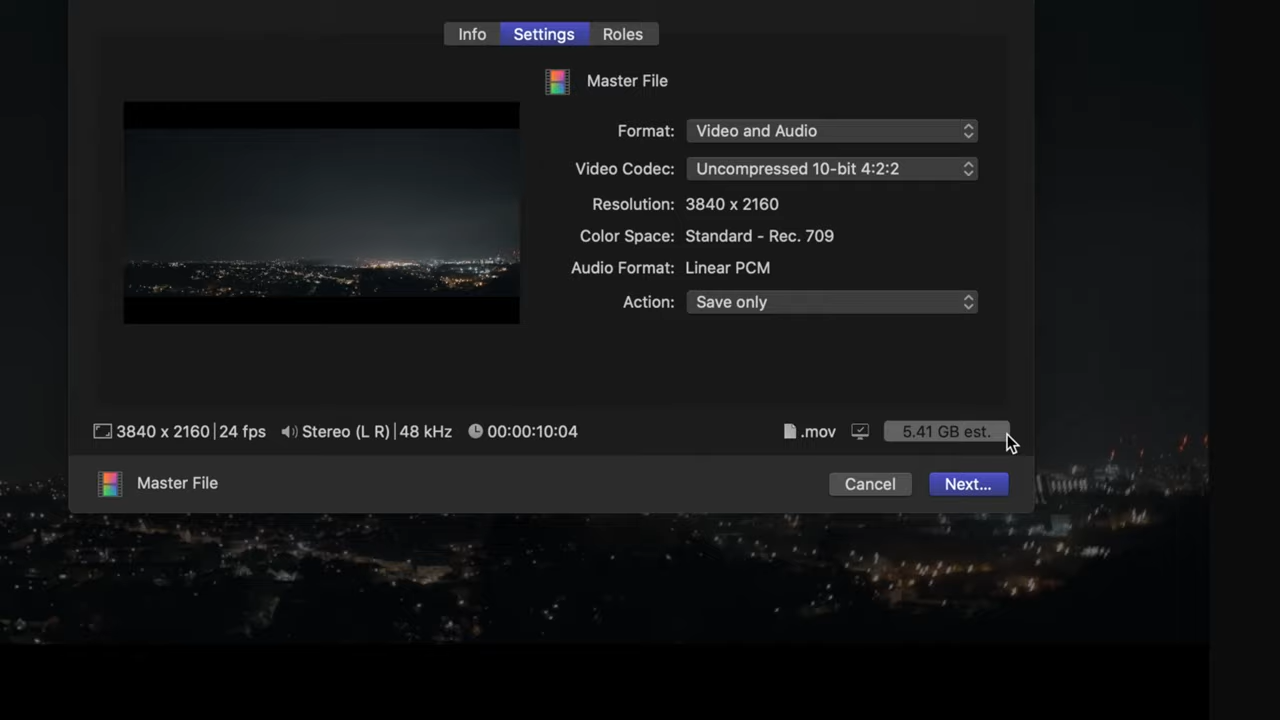 Info Settings Roles
Master File
Format: Video and Audio
Video Codec: Uncompressed 10-bit 4:2:2
Resolution: 3840 x 2160
Color Space: Standard - Rec. 709
Audio Format: Linear PCM
Action: Save only
3840 x 2160 | 24 fps Stereo (L R) | 48 kHz 00:00:10:04 .mov 5.41 GB est.
Master File Cancel Next...